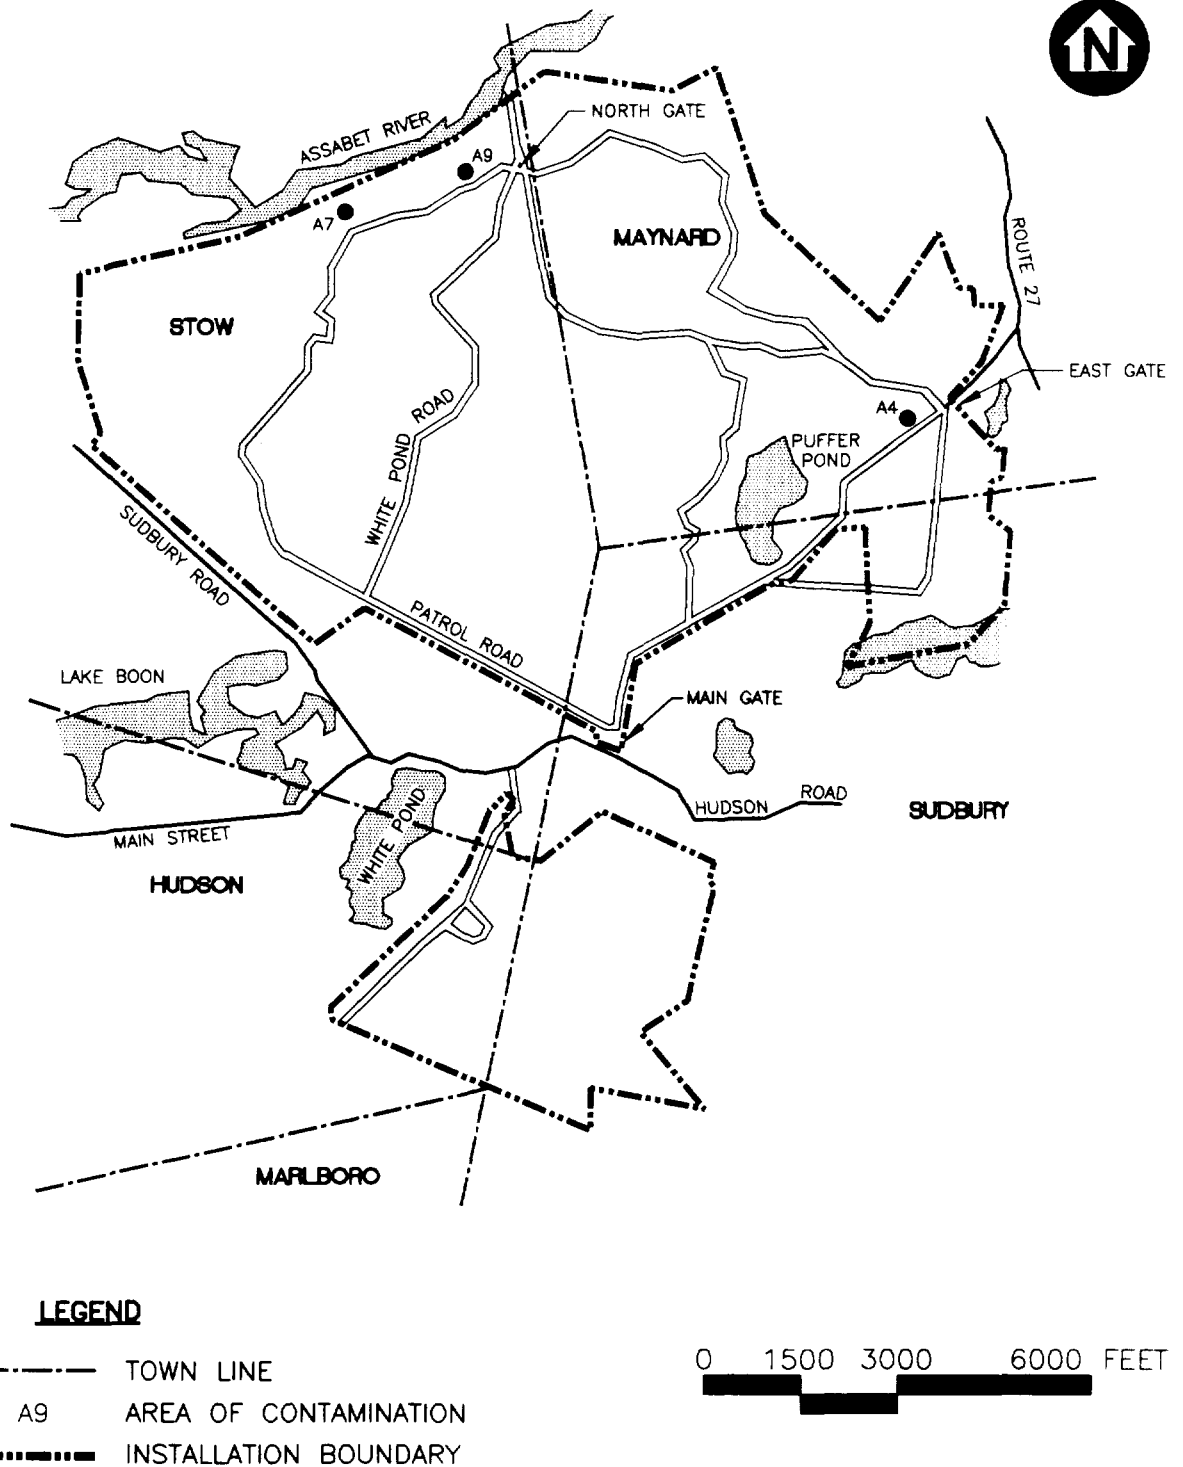 N
NORTH GATE
ASSABET RIVER
A9
A7
MAYNARD
ROUTE 27
STOW
EAST GATE
A4
WHITE POND ROAD
PUFFER
POND
SUDBURY ROAD
PATROL ROAD
LAKE BOON
MAIN GATE
HUDSON ROAD
SUDBURY
MAIN STREET
WHITE POND
HUDSON
MARLBORO
LEGEND
TOWN LINE
A9 AREA OF CONTAMINATION
INSTALLATION BOUNDARY
0 1500 3000 6000 FEET